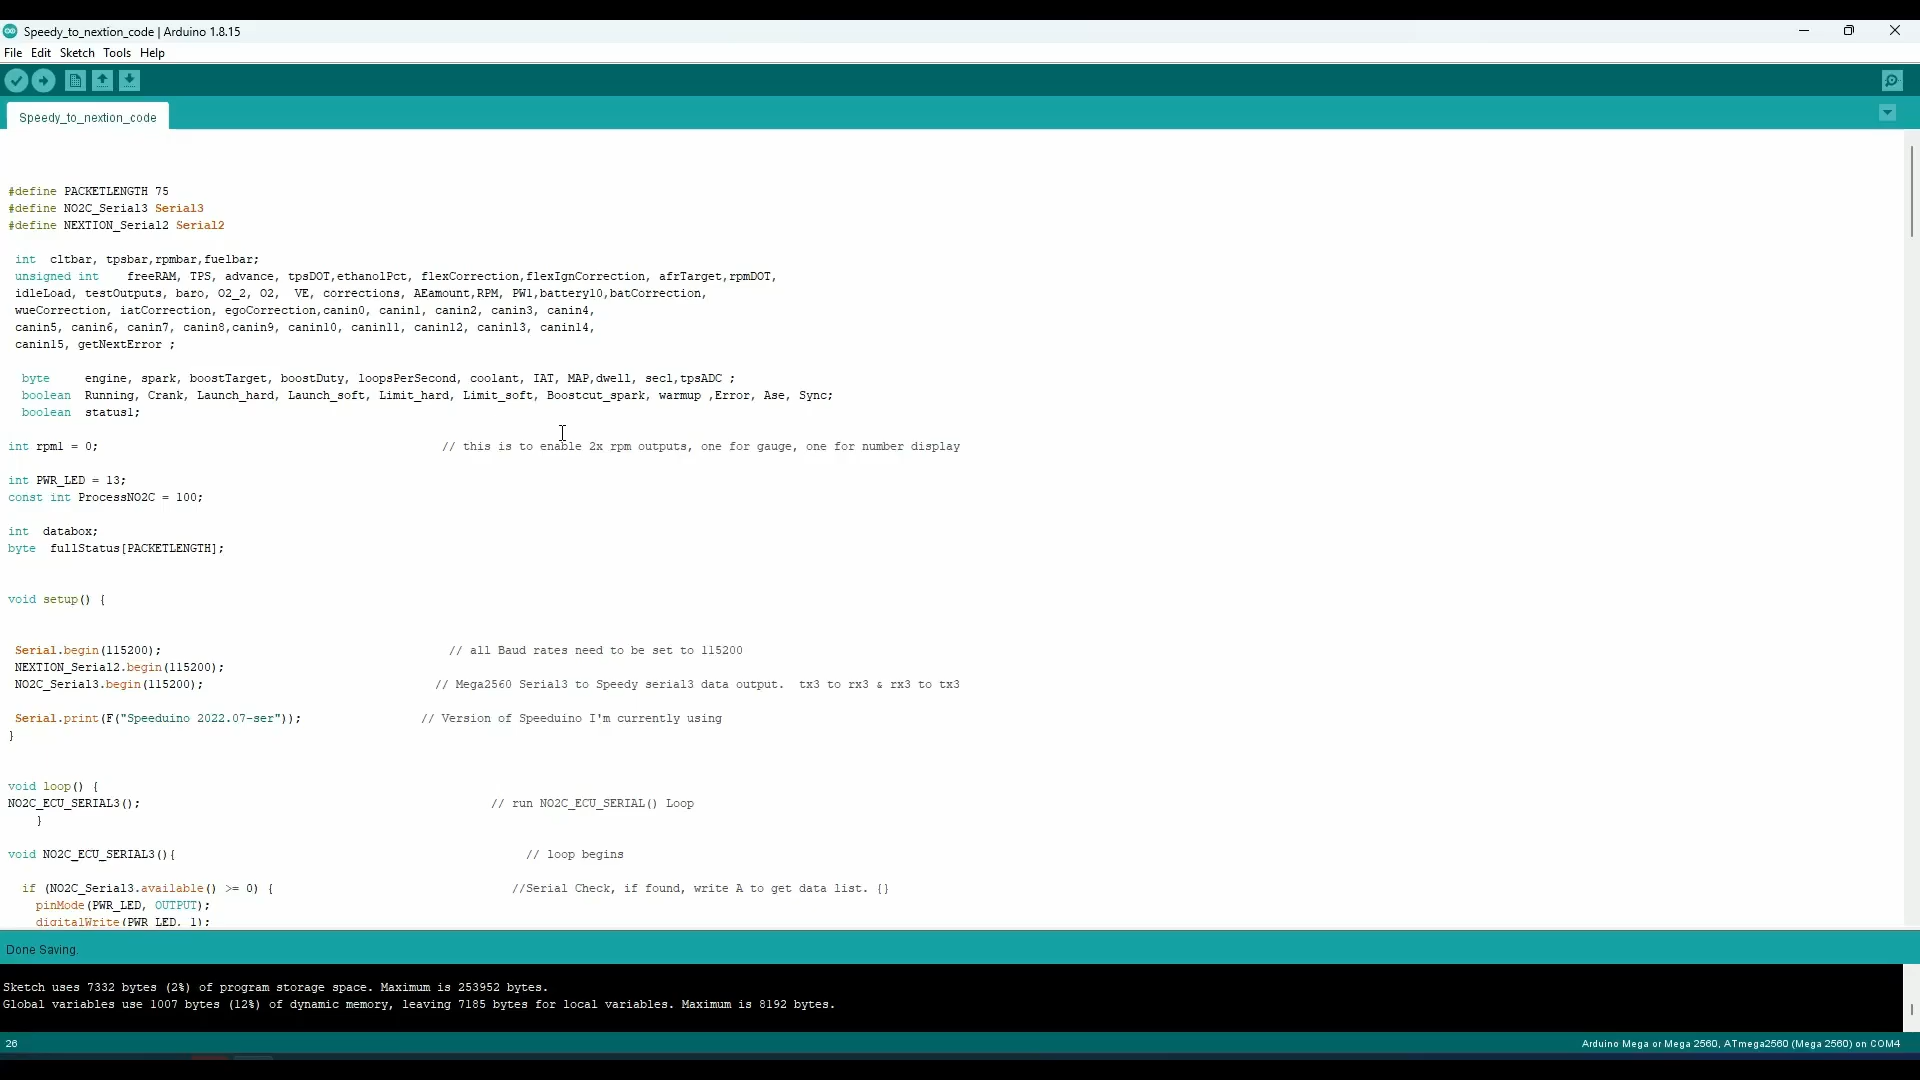 Speedy_to_nextion_code | Arduino 1.8.15
File Edit Sketch Tools Help
Speedy_to_nextion_code
#define PACKETLENGTH 75
#define NO2C_Serial3 Serial3
#define NEXTION_Serial2 Serial2
int cltbar, tpsbar,rpmbar,fuelbar;
unsigned int freeRAM, TPS, advance, tpsDOT,ethanolPct, flexCorrection,flexIgnCorrection, afrTarget,rpmDOT,
idleLoad, testOutputs, baro, O2_2, O2, VE, corrections, AEamount,RPM, PW1,battery10,batCorrection,
wueCorrection, iatCorrection, egoCorrection,canin0, canin1, canin2, canin3, canin4,
canin5, canin6, canin7, canin8,canin9, canin10, canin11, canin12, canin13, canin14,
canin15, getNextError ;
byte engine, spark, boostTarget, boostDuty, loopsPerSecond, coolant, IAT, MAP,dwell, secl,tpsADC ;
boolean Running, Crank, Launch_hard, Launch_soft, Limit_hard, Limit_soft, Boostcut_spark, warmup ,Error, Ase, Sync;
boolean status1;
int rpm1 = 0; // this is to enable 2x rpm outputs, one for gauge, one for number display
int PWR_LED = 13;
const int ProcessNO2C = 100;
int databox;
byte fullStatus[PACKETLENGTH];
void setup() {
Serial.begin(115200); // all Baud rates need to be set to 115200
NEXTION_Serial2.begin(115200);
NO2C_Serial3.begin(115200); // Mega2560 Serial3 to Speedy serial3 data output. tx3 to rx3 & rx3 to tx3
Serial.print(F("Speeduino 2022.07-ser")); // Version of Speeduino I'm currently using
}
void loop() {
NO2C_ECU_SERIAL3(); // run NO2C_ECU_SERIAL() Loop
}
void NO2C_ECU_SERIAL3(){ // loop begins
if (NO2C_Serial3.available() >= 0) { //Serial Check, if found, write A to get data list. {}
pinMode(PWR_LED, OUTPUT);
digitalWrite(PWR_LED, 1);
Done Saving.
Sketch uses 7332 bytes (2%) of program storage space. Maximum is 253952 bytes.
Global variables use 1007 bytes (12%) of dynamic memory, leaving 7185 bytes for local variables. Maximum is 8192 bytes.
26 Arduino Mega or Mega 2560, ATmega2560 (Mega 2560) on COM4